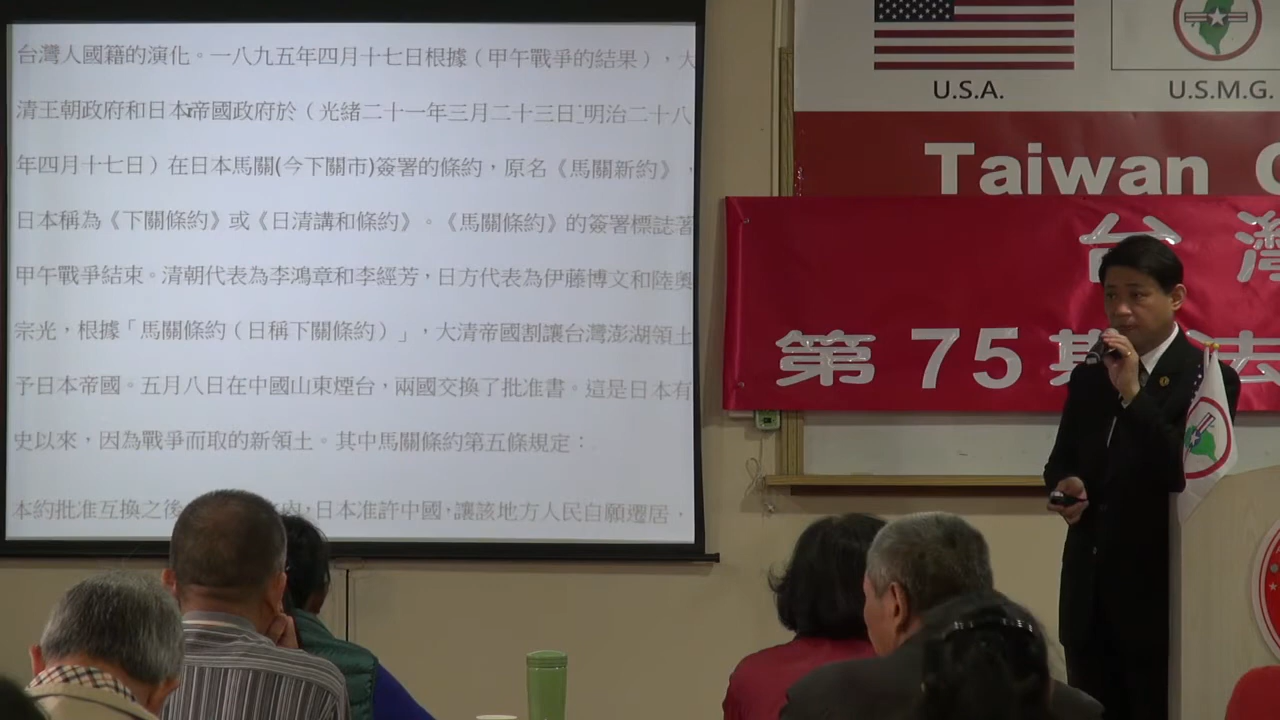 台灣人國籍的演化。一八九五年四月十七日根據（甲午戰爭的結果），大
清王朝政府和日本帝國政府於（光緒二十一年三月二十三日_明治二十八
年四月十七日）在日本馬關(今下關市)簽署的條約，原名《馬關新約》，
日本稱為《下關條約》或《日清講和條約》。《馬關條約》的簽署標誌著
甲午戰爭結束。清朝代表為李鴻章和李經芳，日方代表為伊藤博文和陸奧
宗光，根據「馬關條約（日稱下關條約）」，大清帝國割讓台灣澎湖領土
予日本帝國。五月八日在中國山東煙台，兩國交換了批准書。這是日本有
史以來，因為戰爭而取的新領土。其中馬關條約第五條規定：
本約批准互換之後 內，日本准許中國，讓該地方人民自願遷居，
U.S.A.
U.S.M.G.
Taiwan
台灣
第75期法